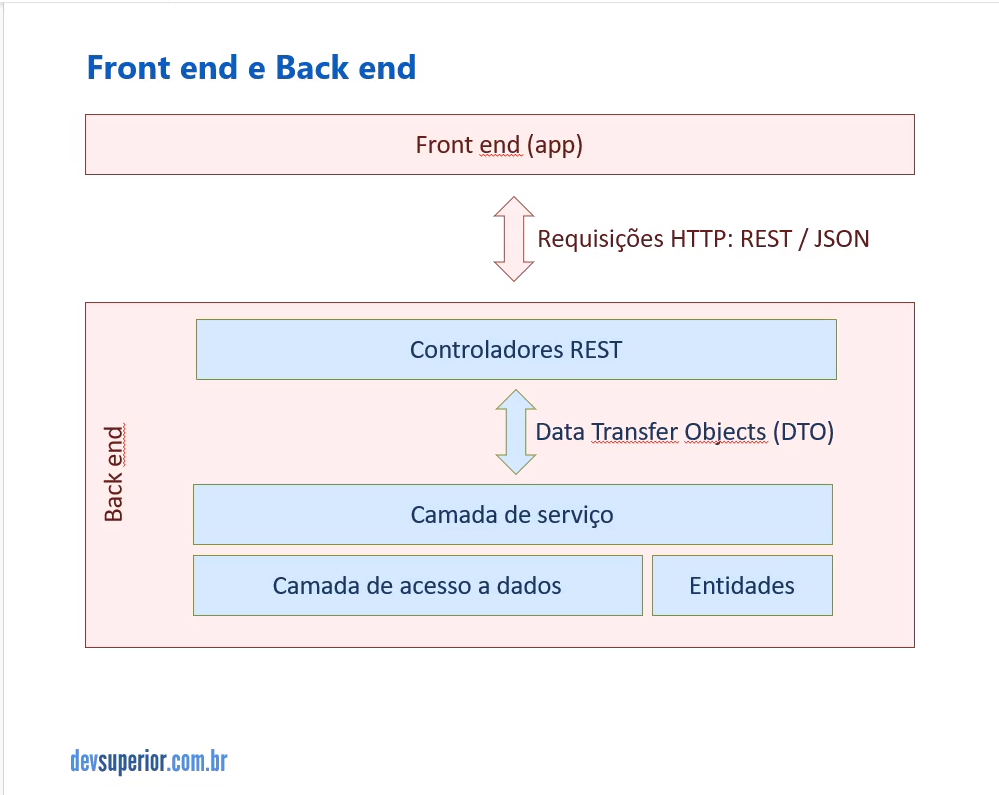 Front end e Back end
Front end (app)
Requisições HTTP: REST / JSON
Controladores REST
Data Transfer Objects (DTO)
Back end
Camada de serviço
Camada de acesso a dados
Entidades
devsuperior.com.br